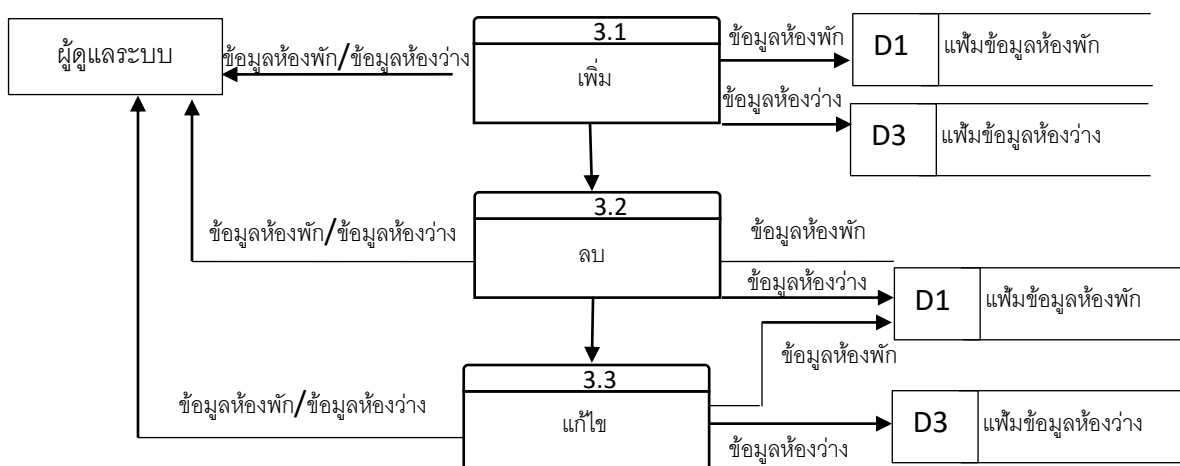 ผู้ดูแลระบบ
ข้อมูลห้องพัก/ข้อมูลห้องว่าง
3.1
เพิ่ม
ข้อมูลห้องพัก
D1
แฟ้มข้อมูลห้องพัก
ข้อมูลห้องว่าง
D3
แฟ้มข้อมูลห้องว่าง
ข้อมูลห้องพัก/ข้อมูลห้องว่าง
3.2
ลบ
ข้อมูลห้องพัก
ข้อมูลห้องว่าง
D1
แฟ้มข้อมูลห้องพัก
ข้อมูลห้องพัก
ข้อมูลห้องพัก/ข้อมูลห้องว่าง
3.3
แก้ไข
ข้อมูลห้องว่าง
D3
แฟ้มข้อมูลห้องว่าง